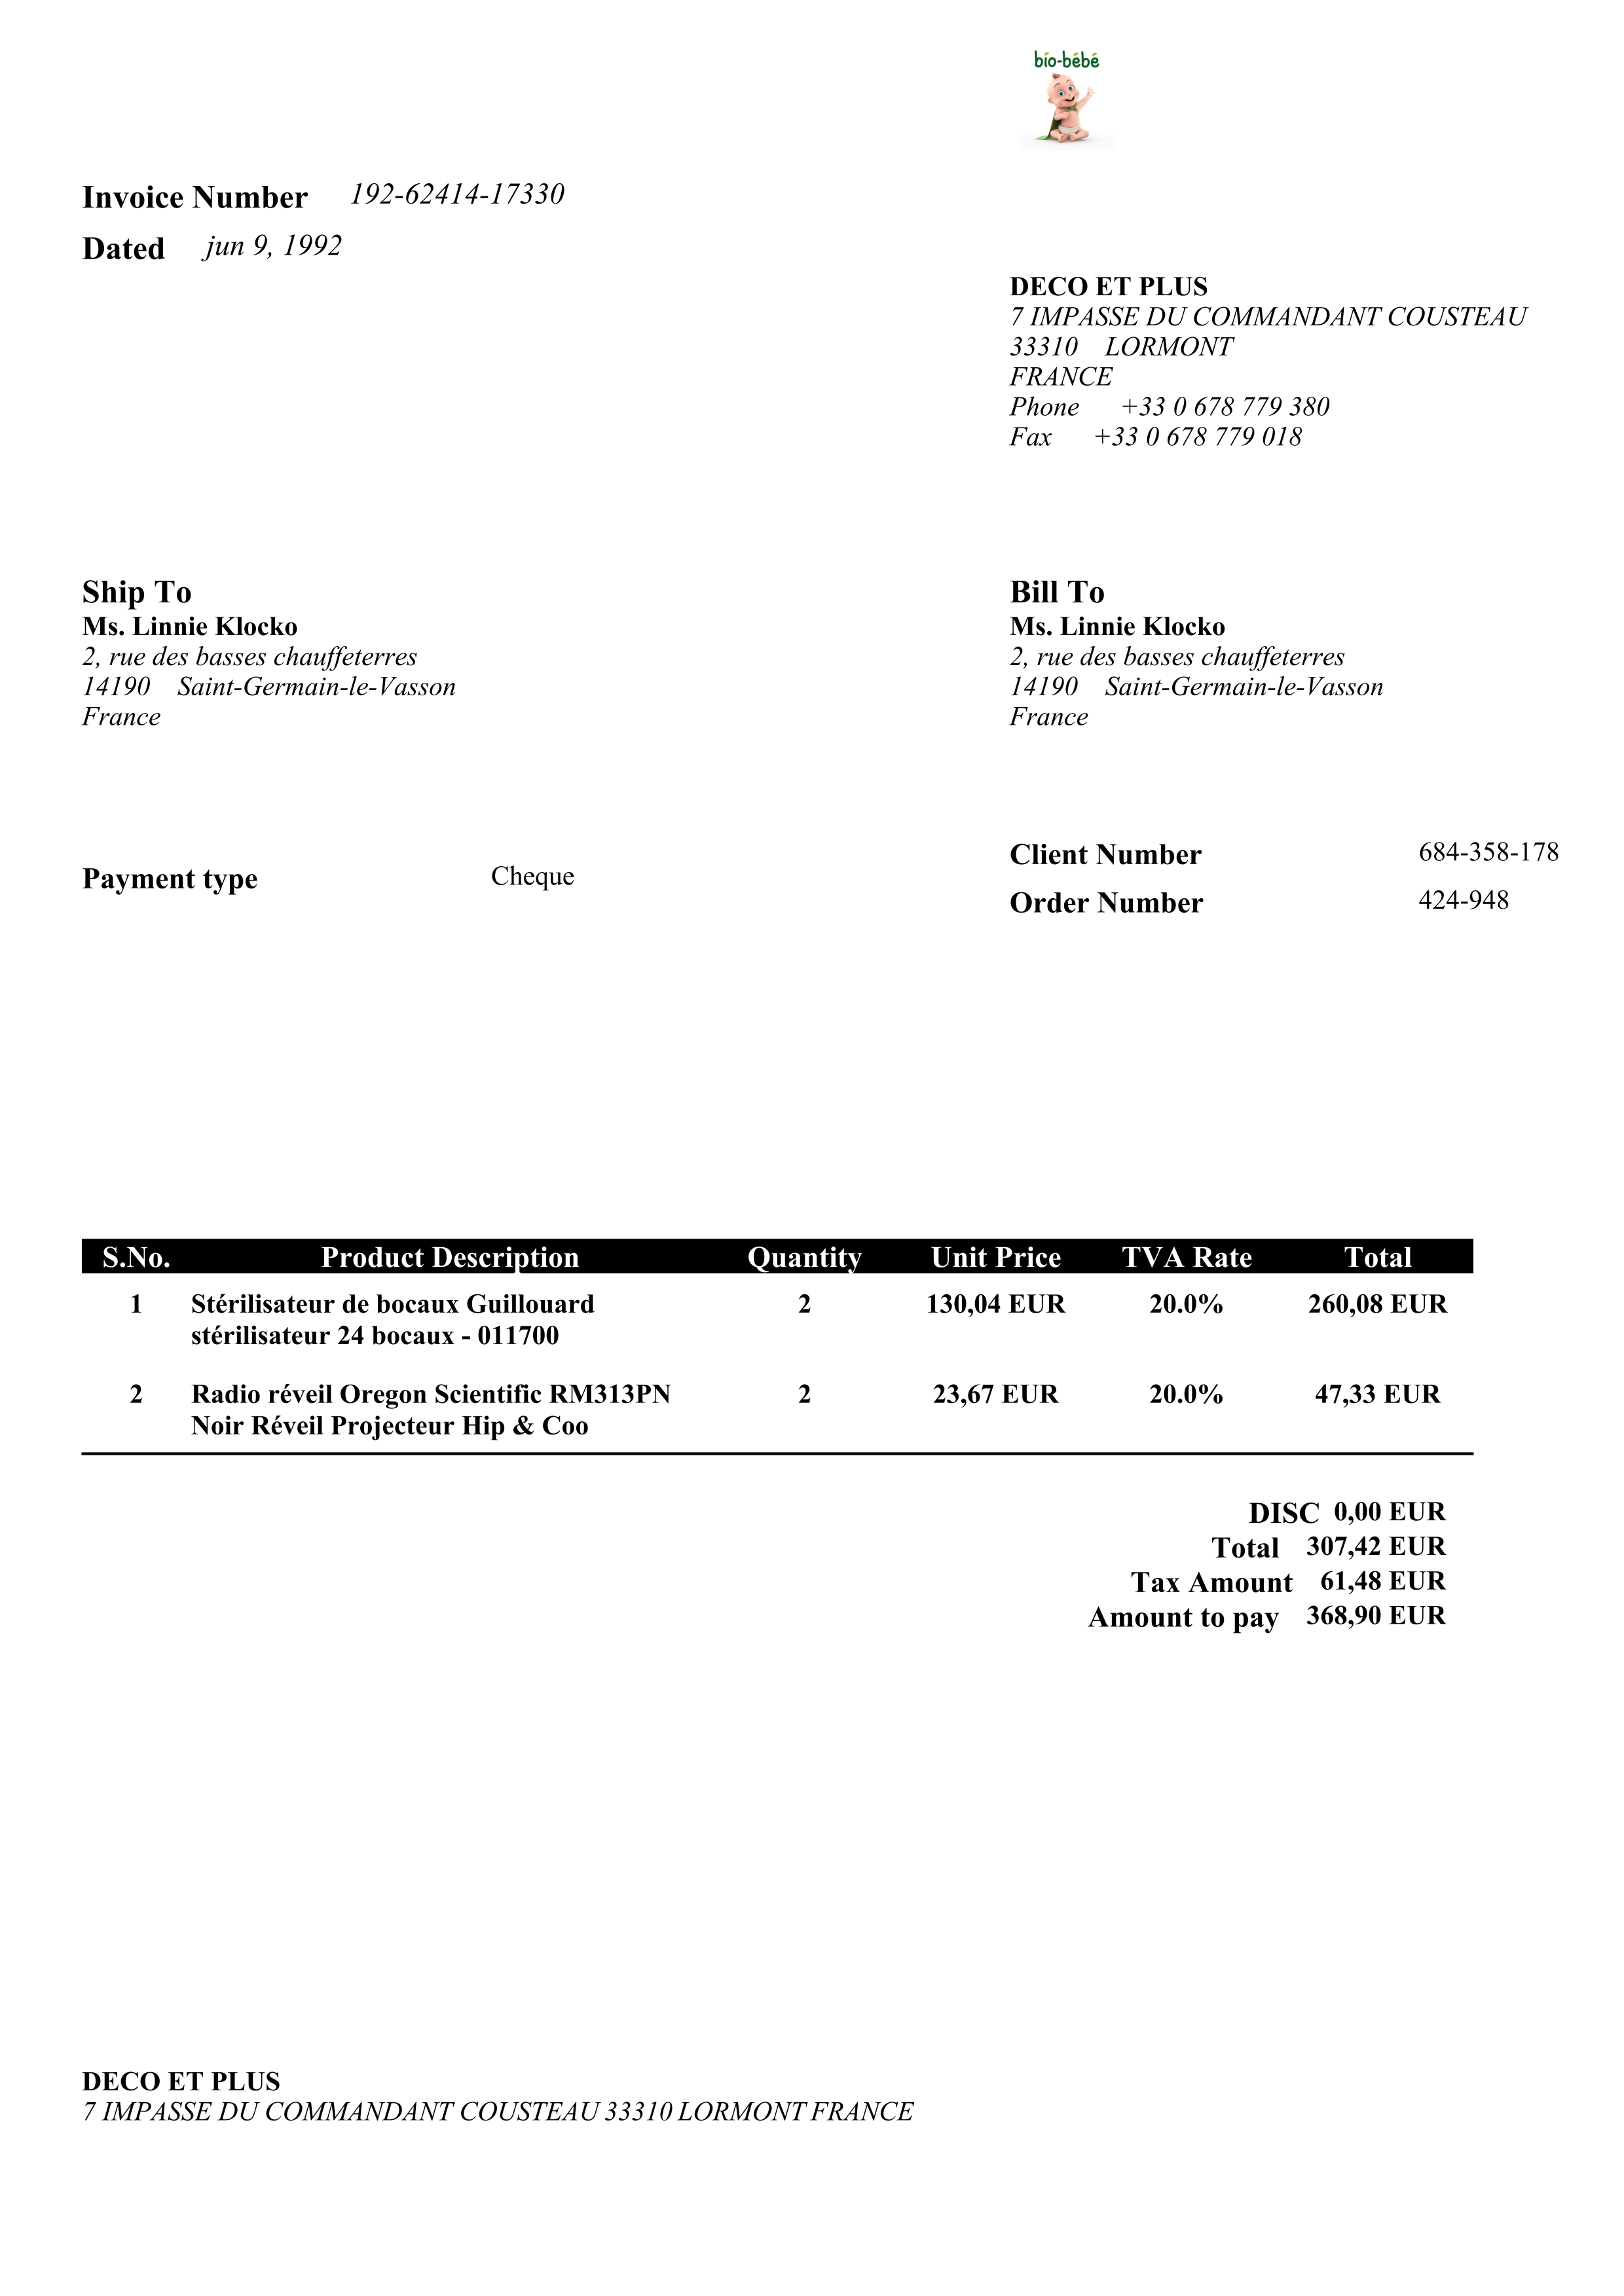 bio-bébé
Invoice Number 192-62414-17330
Dated jun 9, 1992
DECO ET PLUS
7 IMPASSE DU COMMANDANT COUSTEAU
33310 LORMONT
FRANCE
Phone +33 0 678 779 380
Fax +33 0 678 779 018
Ship To
Ms. Linnie Klocko
2, rue des basses chauffeterres
14190 Saint-Germain-le-Vasson
France
Bill To
Ms. Linnie Klocko
2, rue des basses chauffeterres
14190 Saint-Germain-le-Vasson
France
Payment type Cheque
Client Number 684-358-178
Order Number 424-948
S.No. Product Description Quantity Unit Price TVA Rate Total
1 Stérilisateur de bocaux Guillouard 2 130,04 EUR 20.0% 260,08 EUR
stérilisateur 24 bocaux - 011700
2 Radio réveil Oregon Scientific RM313PN 2 23,67 EUR 20.0% 47,33 EUR
Noir Réveil Projecteur Hip & Coo
DISC 0,00 EUR
Total 307,42 EUR
Tax Amount 61,48 EUR
Amount to pay 368,90 EUR
DECO ET PLUS
7 IMPASSE DU COMMANDANT COUSTEAU 33310 LORMONT FRANCE